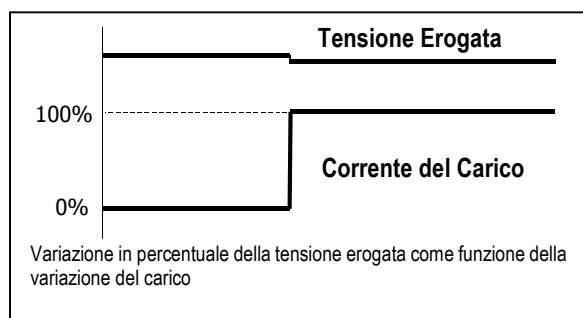 Tensione Erogata
100%
Corrente del Carico
0%
Variazione in percentuale della tensione erogata come funzione della
variazione del carico